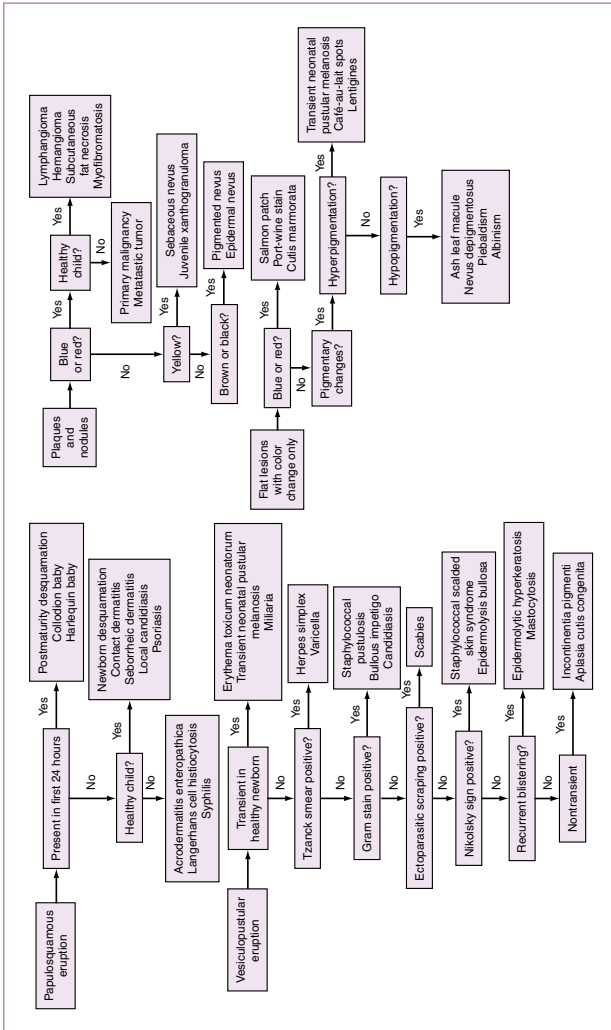 Papulosquamous
eruption
Present in first 24 hours
Yes
Postmaturity desquamation
Collodion baby
Harlequin baby
No
Healthy child?
Yes
Newborn desquamation
Contact dermatitis
Seborrheic dermatitis
Local candidiasis
Psoriasis
No
Acrodermatitis enteropathica
Langerhans cell histiocytosis
Syphilis
Vesiculopustular
eruption
Transient in
healthy newborn
Yes
Erythema toxicum neonatorum
Transient neonatal pustular
melanosis
Miliaria
No
Tzanck smear positive?
Yes
Herpes simplex
Varicella
No
Gram stain positive?
Yes
Staphylococcal
pustulosis
Bullous impetigo
Candidiasis
No
Ectoparasitic scraping positive?
Yes
Scabies
No
Nikolsky sign positive?
Yes
Staphylococcal scalded
skin syndrome
Epidermolysis bullosa
No
Recurrent blistering?
Yes
Epidermolytic hyperkeratosis
Mastocytosis
No
Nontransient
Yes
Incontinentia pigmenti
Aplasia cutis congenita
Plaques
and
nodules
Blue
or red?
Yes
Healthy
child?
Yes
Lymphangioma
Hemangioma
Subcutaneous
fat necrosis
Myofibromatosis
No
Primary malignancy
Metastastic tumor
No
Yellow?
Yes
Sebaceous nevus
Juvenile xanthogranuloma
No
Brown or black?
Yes
Pigmented nevus
Epidermal nevus
Flat lesions
with color
change only
Blue or red?
Yes
Salmon patch
Port-wine stain
Cutis marmorata
No
Pigmentary
changes?
Yes
Hyperpigmentation?
Yes
Transient neonatal
pustular melanosis
Café-au-lait spots
Lentigines
No
Hypopigmentation?
Yes
Ash leaf macule
Nevus depigmentosus
Piebaldism
Albinism